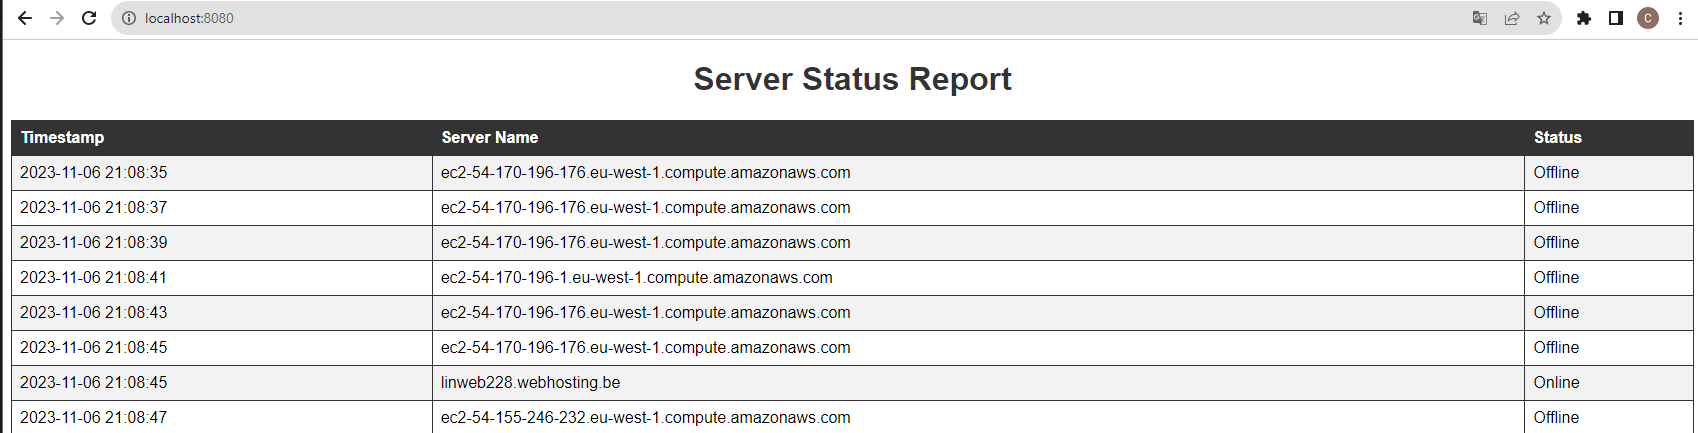 localhost:8080
C
Server Status Report
Timestamp Server Name Status
2023-11-06 21:08:35 ec2-54-170-196-176.eu-west-1.compute.amazonaws.com Offline
2023-11-06 21:08:37 ec2-54-170-196-176.eu-west-1.compute.amazonaws.com Offline
2023-11-06 21:08:39 ec2-54-170-196-176.eu-west-1.compute.amazonaws.com Offline
2023-11-06 21:08:41 ec2-54-170-196-1.eu-west-1.compute.amazonaws.com Offline
2023-11-06 21:08:43 ec2-54-170-196-176.eu-west-1.compute.amazonaws.com Offline
2023-11-06 21:08:45 ec2-54-170-196-176.eu-west-1.compute.amazonaws.com Offline
2023-11-06 21:08:45 linweb228.webhosting.be Online
2023-11-06 21:08:47 ec2-54-155-246-232.eu-west-1.compute.amazonaws.com Offline